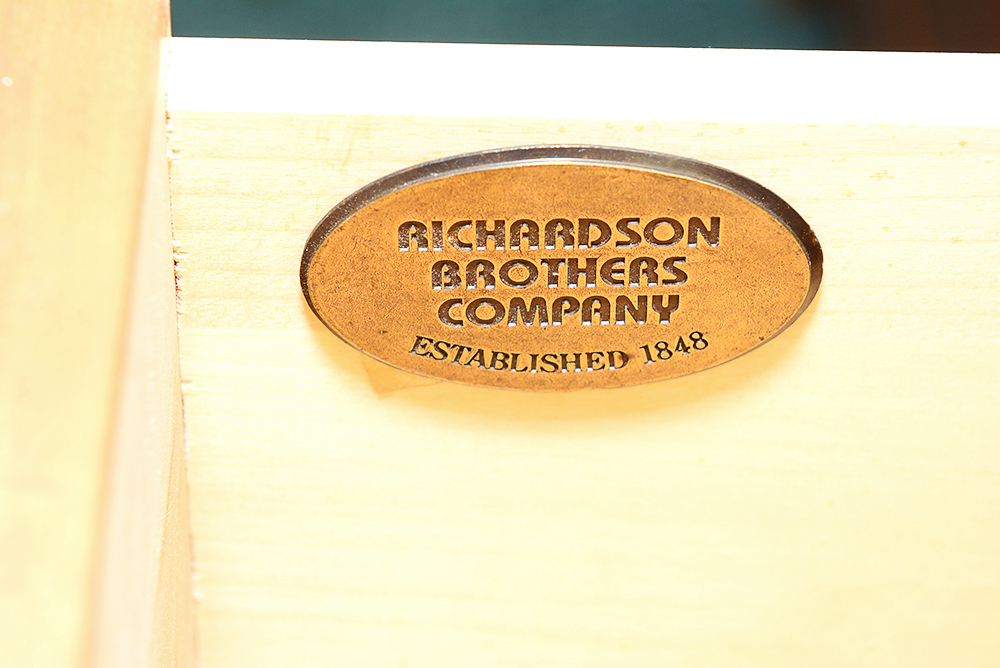 RICHARDSON
BROTHERS
COMPANY
ESTABLISHED 1848